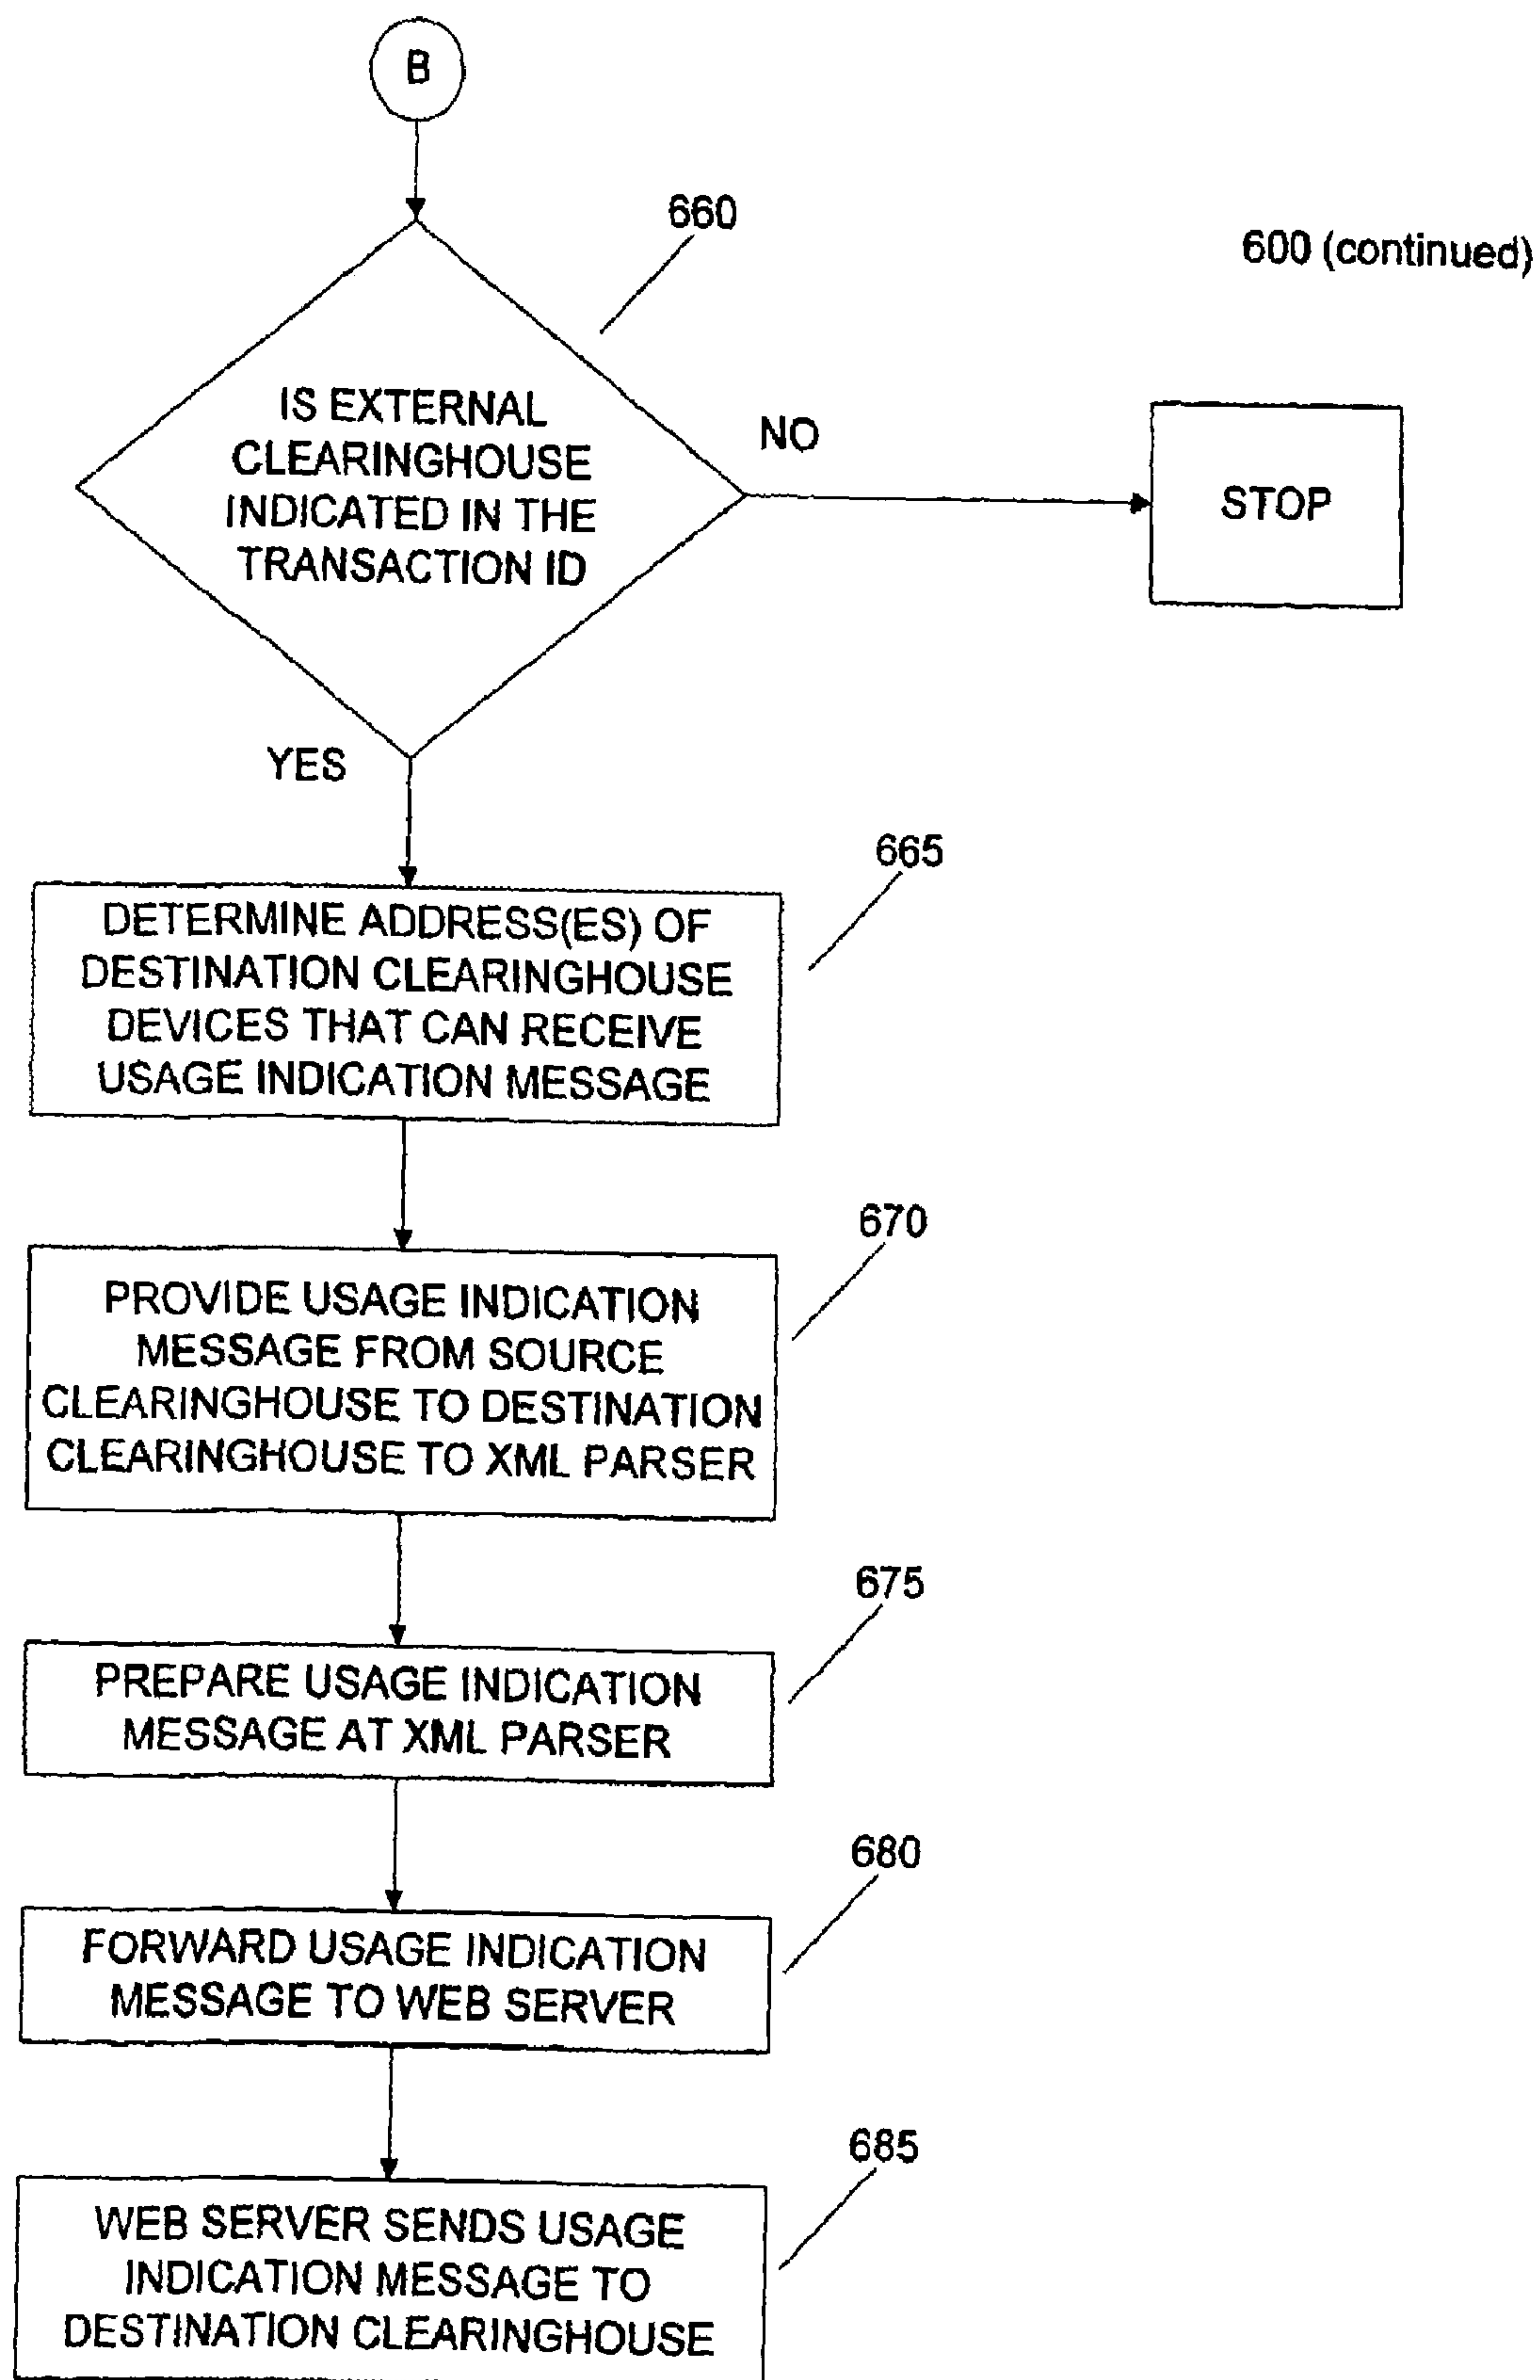 B
660
600 (continued)
IS EXTERNAL
CLEARINGHOUSE
INDICATED IN THE
TRANSACTION ID
NO
STOP
YES
665
DETERMINE ADDRESS(ES) OF
DESTINATION CLEARINGHOUSE
DEVICES THAT CAN RECEIVE
USAGE INDICATION MESSAGE
670
PROVIDE USAGE INDICATION
MESSAGE FROM SOURCE
CLEARINGHOUSE TO DESTINATION
CLEARINGHOUSE TO XML PARSER
675
PREPARE USAGE INDICATION
MESSAGE AT XML PARSER
680
FORWARD USAGE INDICATION
MESSAGE TO WEB SERVER
685
WEB SERVER SENDS USAGE
INDICATION MESSAGE TO
DESTINATION CLEARINGHOUSE